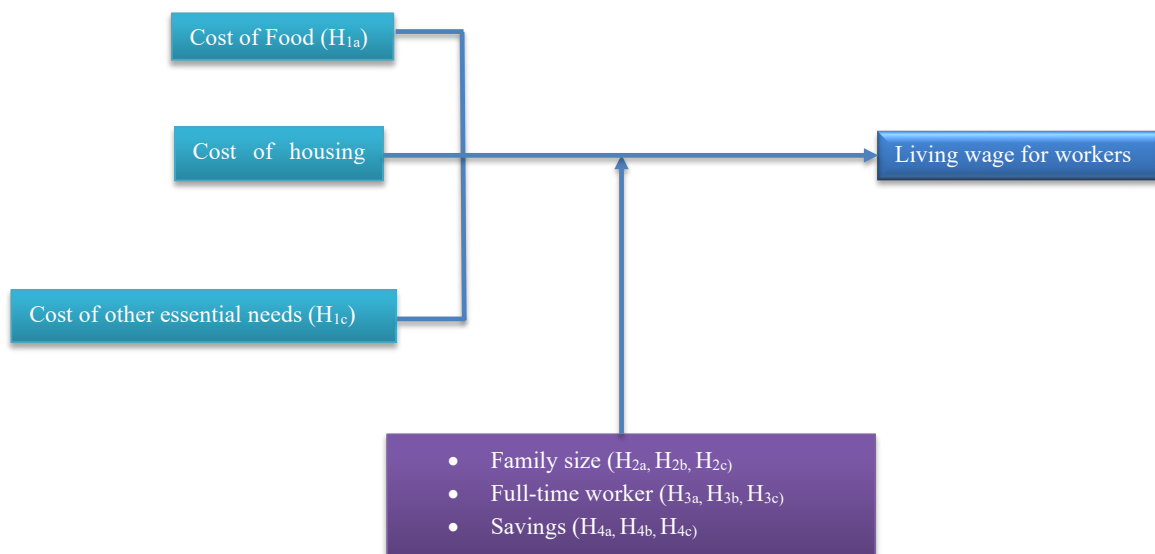 Cost of Food (H1a)
Cost of housing
Living wage for workers
Cost of other essential needs (H1c)
• Family size (H2a, H2b, H2c)
• Full-time worker (H3a, H3b, H3c)
• Savings (H4a, H4b, H4c)